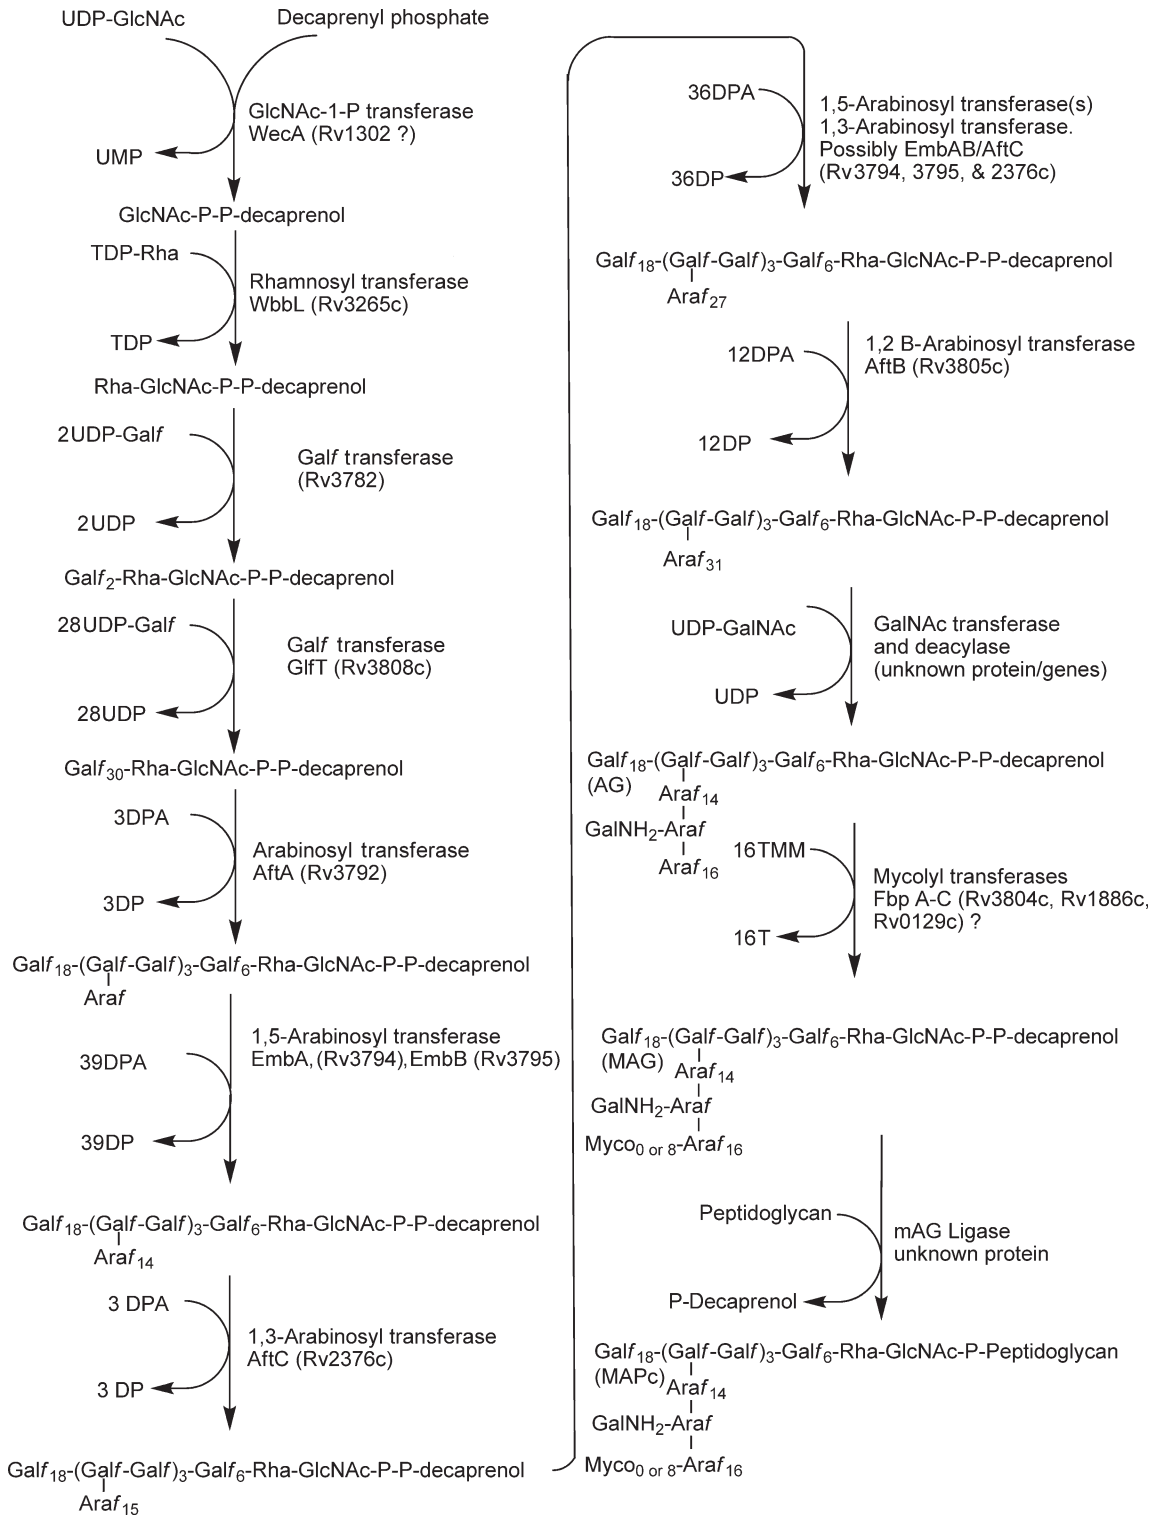 UDP-GlcNAc
Decaprenyl phosphate
GlcNAc-1-P transferase
WecA (Rv1302 ?)
UMP
GlcNAc-P-P-decaprenol
TDP-Rha
Rhamnosyl transferase
WbbL (Rv3265c)
TDP
Rha-GlcNAc-P-P-decaprenol
2UDP-Galf
Galf transferase
(Rv3782)
2UDP
Galf2-Rha-GlcNAc-P-P-decaprenol
28UDP-Galf
Galf transferase
GlfT (Rv3808c)
28UDP
Galf30-Rha-GlcNAc-P-P-decaprenol
3DPA
Arabinosyl transferase
AftA (Rv3792)
3DP
Galf18-(Galf-Galf)3-Galf6-Rha-GlcNAc-P-P-decaprenol
Araf
1,5-Arabinosyl transferase
EmbA, (Rv3794), EmbB (Rv3795)
39DPA
39DP
Galf18-(Galf-Galf)3-Galf6-Rha-GlcNAc-P-P-decaprenol
Araf14
3 DPA
1,3-Arabinosyl transferase
AftC (Rv2376c)
3 DP
Galf18-(Galf-Galf)3-Galf6-Rha-GlcNAc-P-P-decaprenol
Araf15
36DPA
1,5-Arabinosyl transferase(s)
1,3-Arabinosyl transferase.
Possibly EmbAB/AftC
(Rv3794, 3795, & 2376c)
36DP
Galf18-(Galf-Galf)3-Galf6-Rha-GlcNAc-P-P-decaprenol
Araf27
12DPA
1,2 B-Arabinosyl transferase
AftB (Rv3805c)
12DP
Galf18-(Galf-Galf)3-Galf6-Rha-GlcNAc-P-P-decaprenol
Araf31
UDP-GalNAc
GalNAc transferase
and deacylase
(unknown protein/genes)
UDP
Galf18-(Galf-Galf)3-Galf6-Rha-GlcNAc-P-P-decaprenol
(AG)
Araf14
GalNH2-Araf
Araf16
16TMM
Mycolyl transferases
Fbp A-C (Rv3804c, Rv1886c,
Rv0129c) ?
16T
Galf18-(Galf-Galf)3-Galf6-Rha-GlcNAc-P-P-decaprenol
(MAG)
Araf14
GalNH2-Araf
Myco0 or 8-Araf16
Peptidoglycan
mAG Ligase
unknown protein
P-Decaprenol
Galf18-(Galf-Galf)3-Galf6-Rha-GlcNAc-P-Peptidoglycan
(MAPc)
Araf14
GalNH2-Araf
Myco0 or 8-Araf16